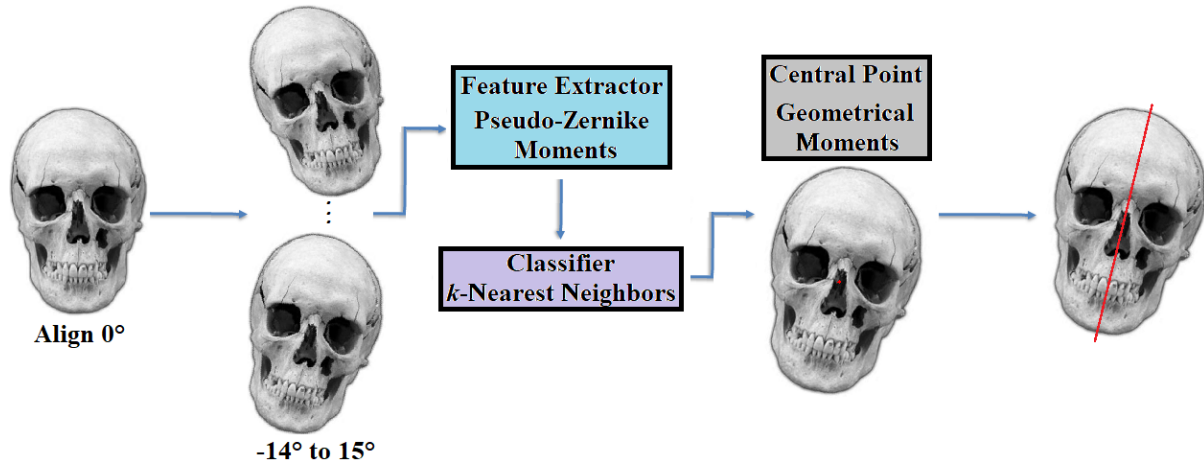 Align 0°
-14° to 15°
Feature Extractor
Pseudo-Zernike
Moments
Classifier
k-Nearest Neighbors
Central Point
Geometrical
Moments